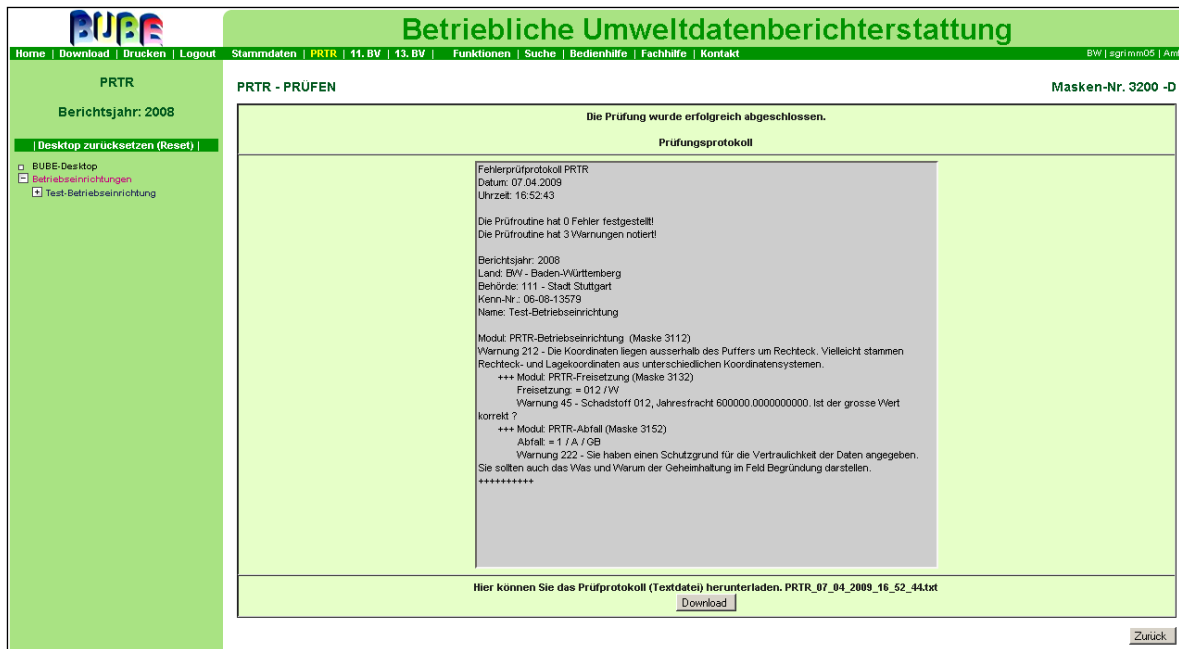 BUBE
Betriebliche Umweltdatenberichterstattung
Home | Download | Drucken | Logout
Stammdaten | PRTR | 11. BV | 13. BV | Funktionen | Suche | Bedienhilfe | Fachhilfe | Kontakt
BW | sgrimm05 | Amt
PRTR
Berichtsjahr: 2008
| Desktop zurücksetzen (Reset) |
BUBE-Desktop
Betriebseinrichtungen
Test-Betriebseinrichtung
PRTR - PRÜFEN
Masken-Nr. 3200 -D
Die Prüfung wurde erfolgreich abgeschlossen.
Prüfungsprotokoll
Fehlerprüfprotokoll PRTR
Datum: 07.04.2009
Uhrzeit: 16:52:43
Die Prüfroutine hat 0 Fehler festgestellt!
Die Prüfroutine hat 3 Warnungen notiert!
Berichtsjahr: 2008
Land: BW - Baden-Württemberg
Behörde: 111 - Stadt Stuttgart
Kenn-Nr.: 06-08-13579
Name: Test-Betriebseinrichtung
Modul: PRTR-Betriebseinrichtung (Maske 3112)
Warnung 212 - Die Koordinaten liegen ausserhalb des Puffers um Rechteck. Vielleicht stammen
Rechteck- und Lagekoordinaten aus unterschiedlichen Koordinatensystemen.
+++ Modul: PRTR-Freisetzung (Maske 3132)
Freisetzung: = 012 / W
Warnung 45 - Schadstoff 012, Jahresfracht 600000.0000000000. Ist der grosse Wert
korrekt ?
+++ Modul: PRTR-Abfall (Maske 3152)
Abfall: = 1 / A / GB
Warnung 222 - Sie haben einen Schutzgrund für die Vertraulichkeit der Daten angegeben.
Sie sollten auch das Was und Warum der Geheimhaltung im Feld Begründung darstellen.
++++++++++
Hier können Sie das Prüfprotokoll (Textdatei) herunterladen. PRTR_07_04_2009_16_52_44.txt
Download
Zurück